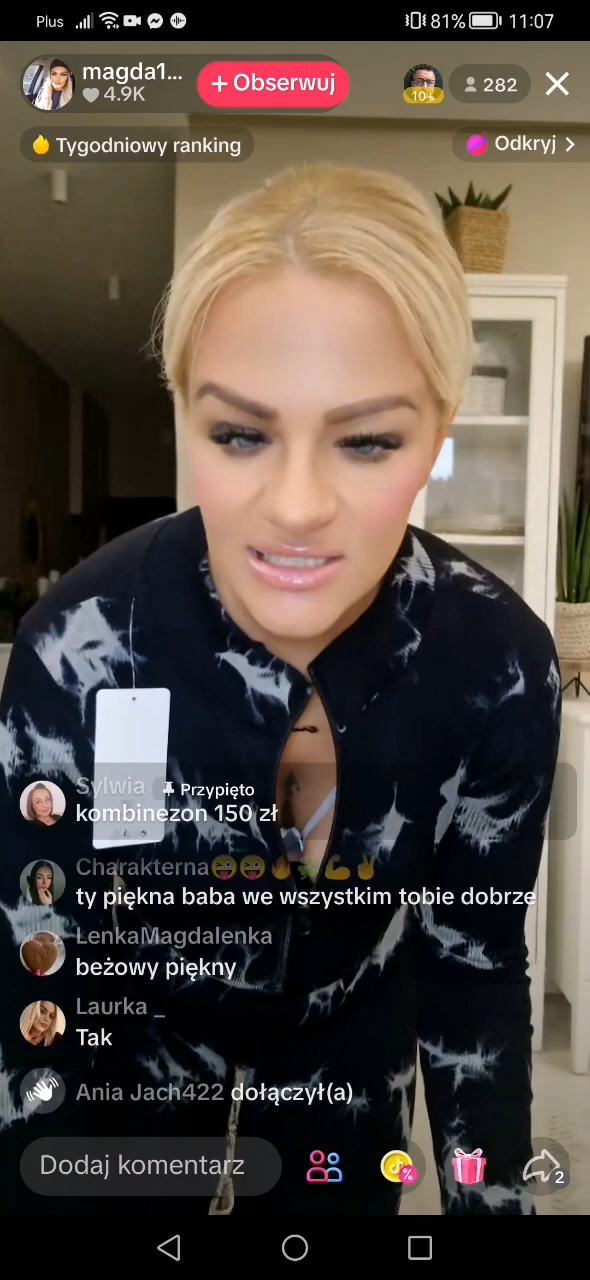 Plus 81% 11:07
magda1... + Obserwuj 10+ 282
4.9K
Tygodniowy ranking Odkryj
Sylwia Przypięto
kombinezon 150 zł
Charakterna
ty piękna baba we wszystkim tobie dobrze
LenkaMagdalenka
beżowy piękny
Laurka _
Tak
Ania Jach422 dołączył(a)
Dodaj komentarz % 2